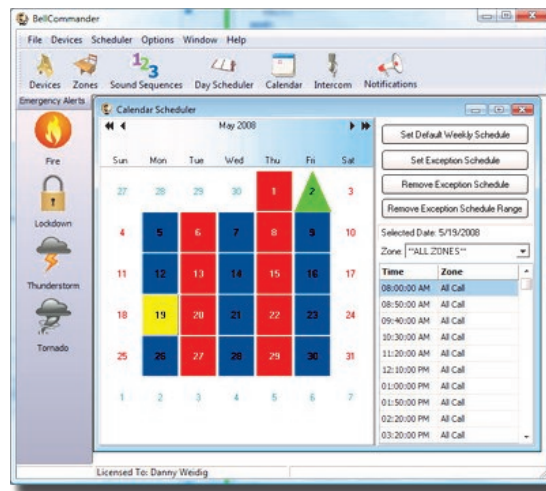 BellCommander
File Devices Scheduler Options Window Help
Devices Zones Sound Sequences Day Scheduler Calendar Intercom Notifications
Emergency Alerts
Fire
Lockdown
Thunderstorm
Tornado
Calendar Scheduler
May 2008
Sun Mon Tue Wed Thu Fri Sat
27 28 29 30 1 2 3
4 5 6 7 8 9 10
11 12 13 14 15 16 17
18 19 20 21 22 23 24
25 26 27 28 29 30 31
1 2 3 4 5 6 7
Set Default Weekly Schedule
Set Exception Schedule
Remove Exception Schedule
Remove Exception Schedule Range
Selected Date: 5/19/2008
Zone: **ALL ZONES**
Time Zone
08:00:00 AM All Call
08:50:00 AM All Call
09:40:00 AM All Call
10:30:00 AM All Call
11:20:00 AM All Call
12:10:00 PM All Call
01:00:00 PM All Call
01:50:00 PM All Call
02:20:00 PM All Call
03:20:00 PM All Call
Licensed To: Danny Weidig